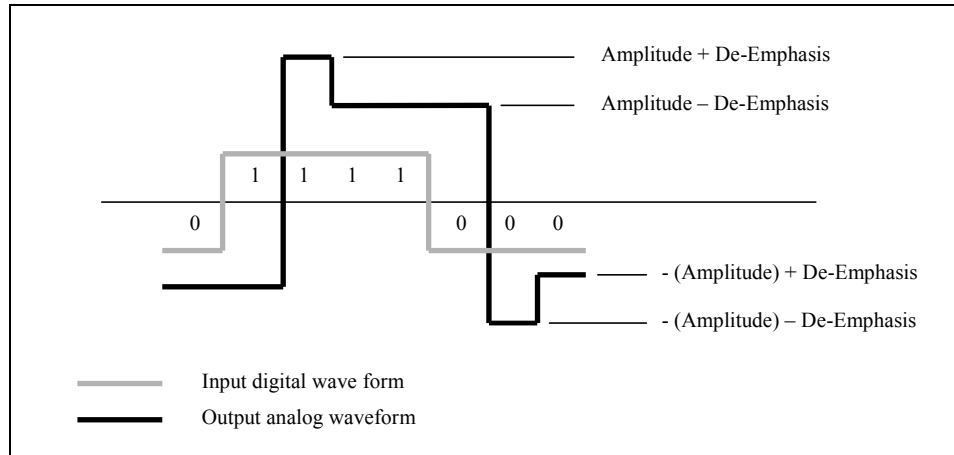 Amplitude + De-Emphasis
Amplitude – De-Emphasis
1 1 1 1
0 0 0 0
- (Amplitude) + De-Emphasis
- (Amplitude) – De-Emphasis
Input digital wave form
Output analog waveform